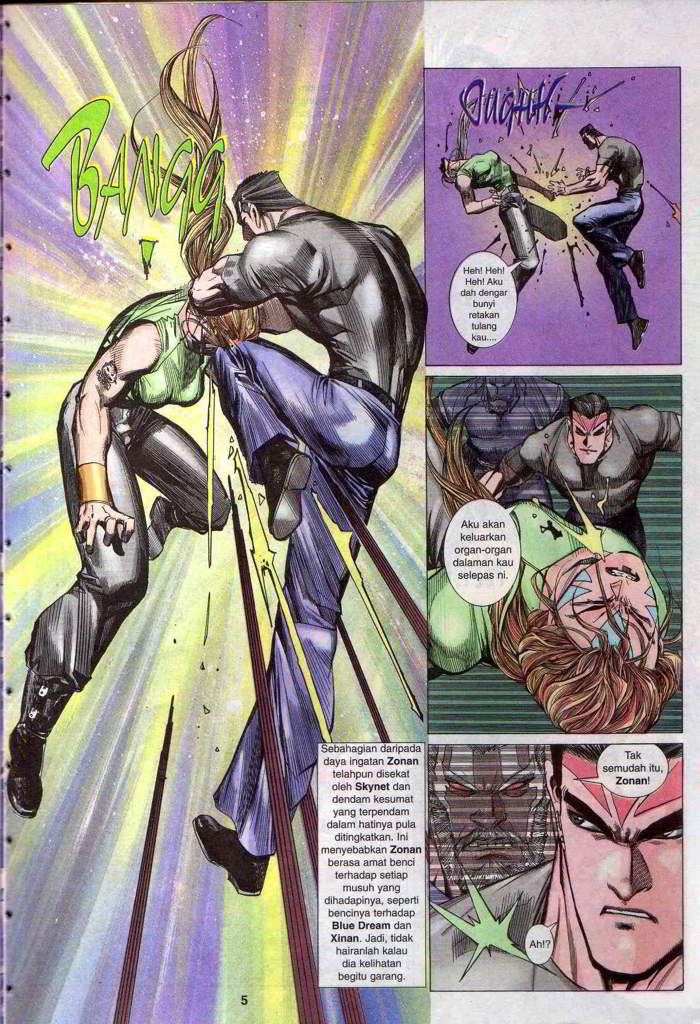 BANGG
!
Sebahagian daripada
daya ingatan Zonan
telahpun disekat
oleh Skynet dan
dendam kesumat
yang terpendam
dalam hatinya pula
ditingkatkan. Ini
menyebabkan Zonan
berasa amat benci
terhadap setiap
musuh yang
dihadapinya, seperti
bencinya terhadap
Blue Dream dan
Xinan. Jadi, tidak
hairanlah kalau
dia kelihatan
begitu garang.
5
Heh! Heh!
Heh! Aku
dah dengar
bunyi
retakan
tulang
kau....
Aku akan
keluarkan
organ-organ
dalaman kau
selepas ni.
Tak
semudah itu,
Zonan!
Ah!?